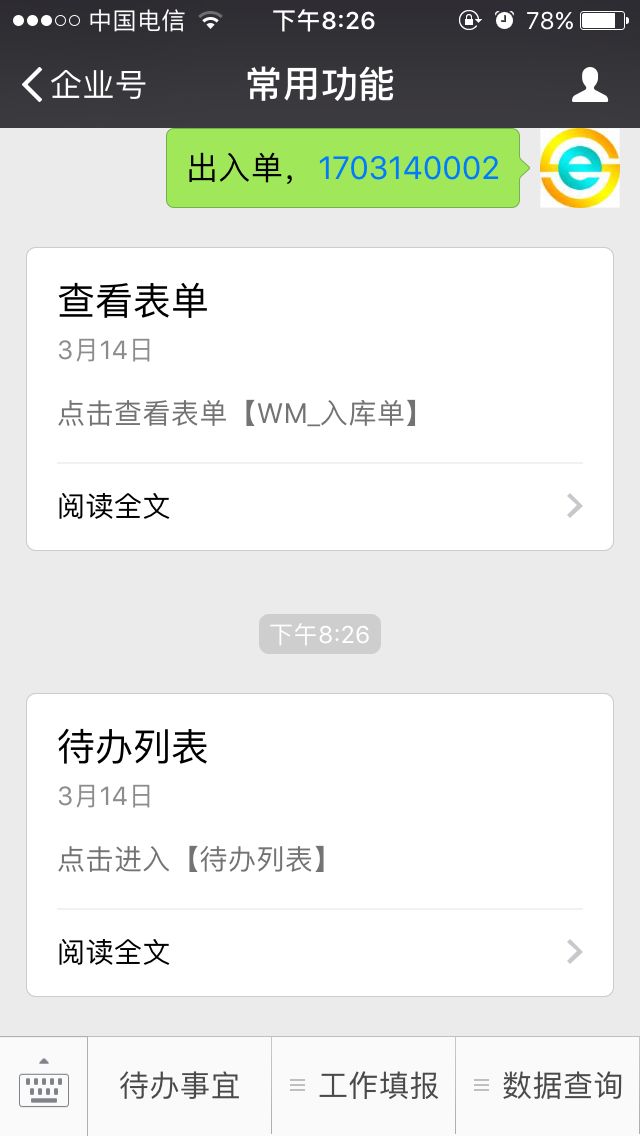 中国电信 下午8:26 78%
企业号 常用功能
出入单，1703140002
查看表单
3月14日
点击查看表单【WM_入库单】
阅读全文
下午8:26
待办列表
3月14日
点击进入【待办列表】
阅读全文
待办事宜 工作填报 数据查询